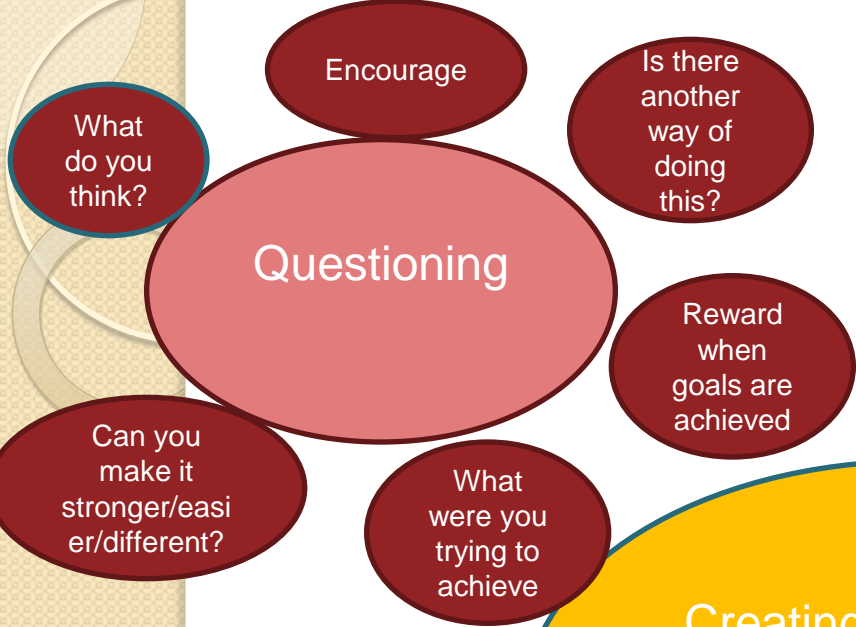 Encourage
Is there
another
way of
doing
this?
What
do you
think?
Questioning
Reward
when
goals are
achieved
Can you
make it
stronger/easi
er/different?
What
were you
trying to
achieve
Creating